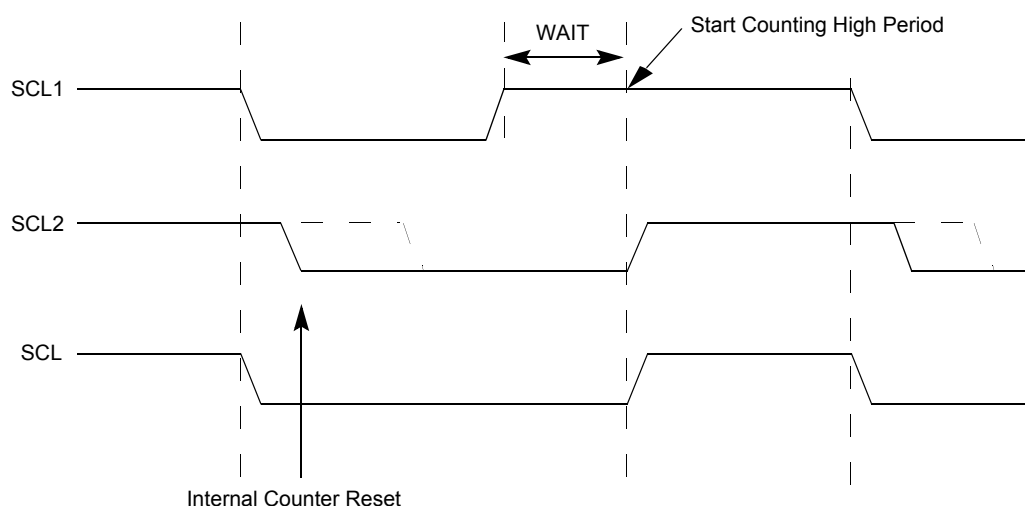 Start Counting High Period
WAIT
SCL1
SCL2
SCL
Internal Counter Reset